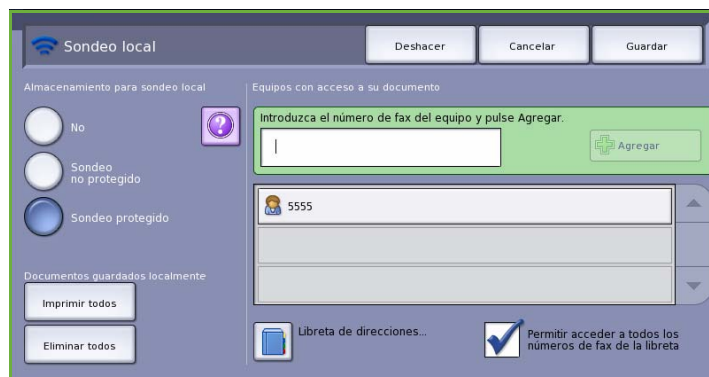 Sondeo local
Deshacer
Cancelar
Guardar
Almacenamiento para sondeo local
No
Sondeo
no protegido
Sondeo protegido
Documentos guardados localmente
Imprimir todos
Eliminar todos
Equipos con acceso a su documento
Introduzca el número de fax del equipo y pulse Agregar.
Agregar
5555
Libreta de direcciones...
Permitir acceder a todos los
números de fax de la libreta